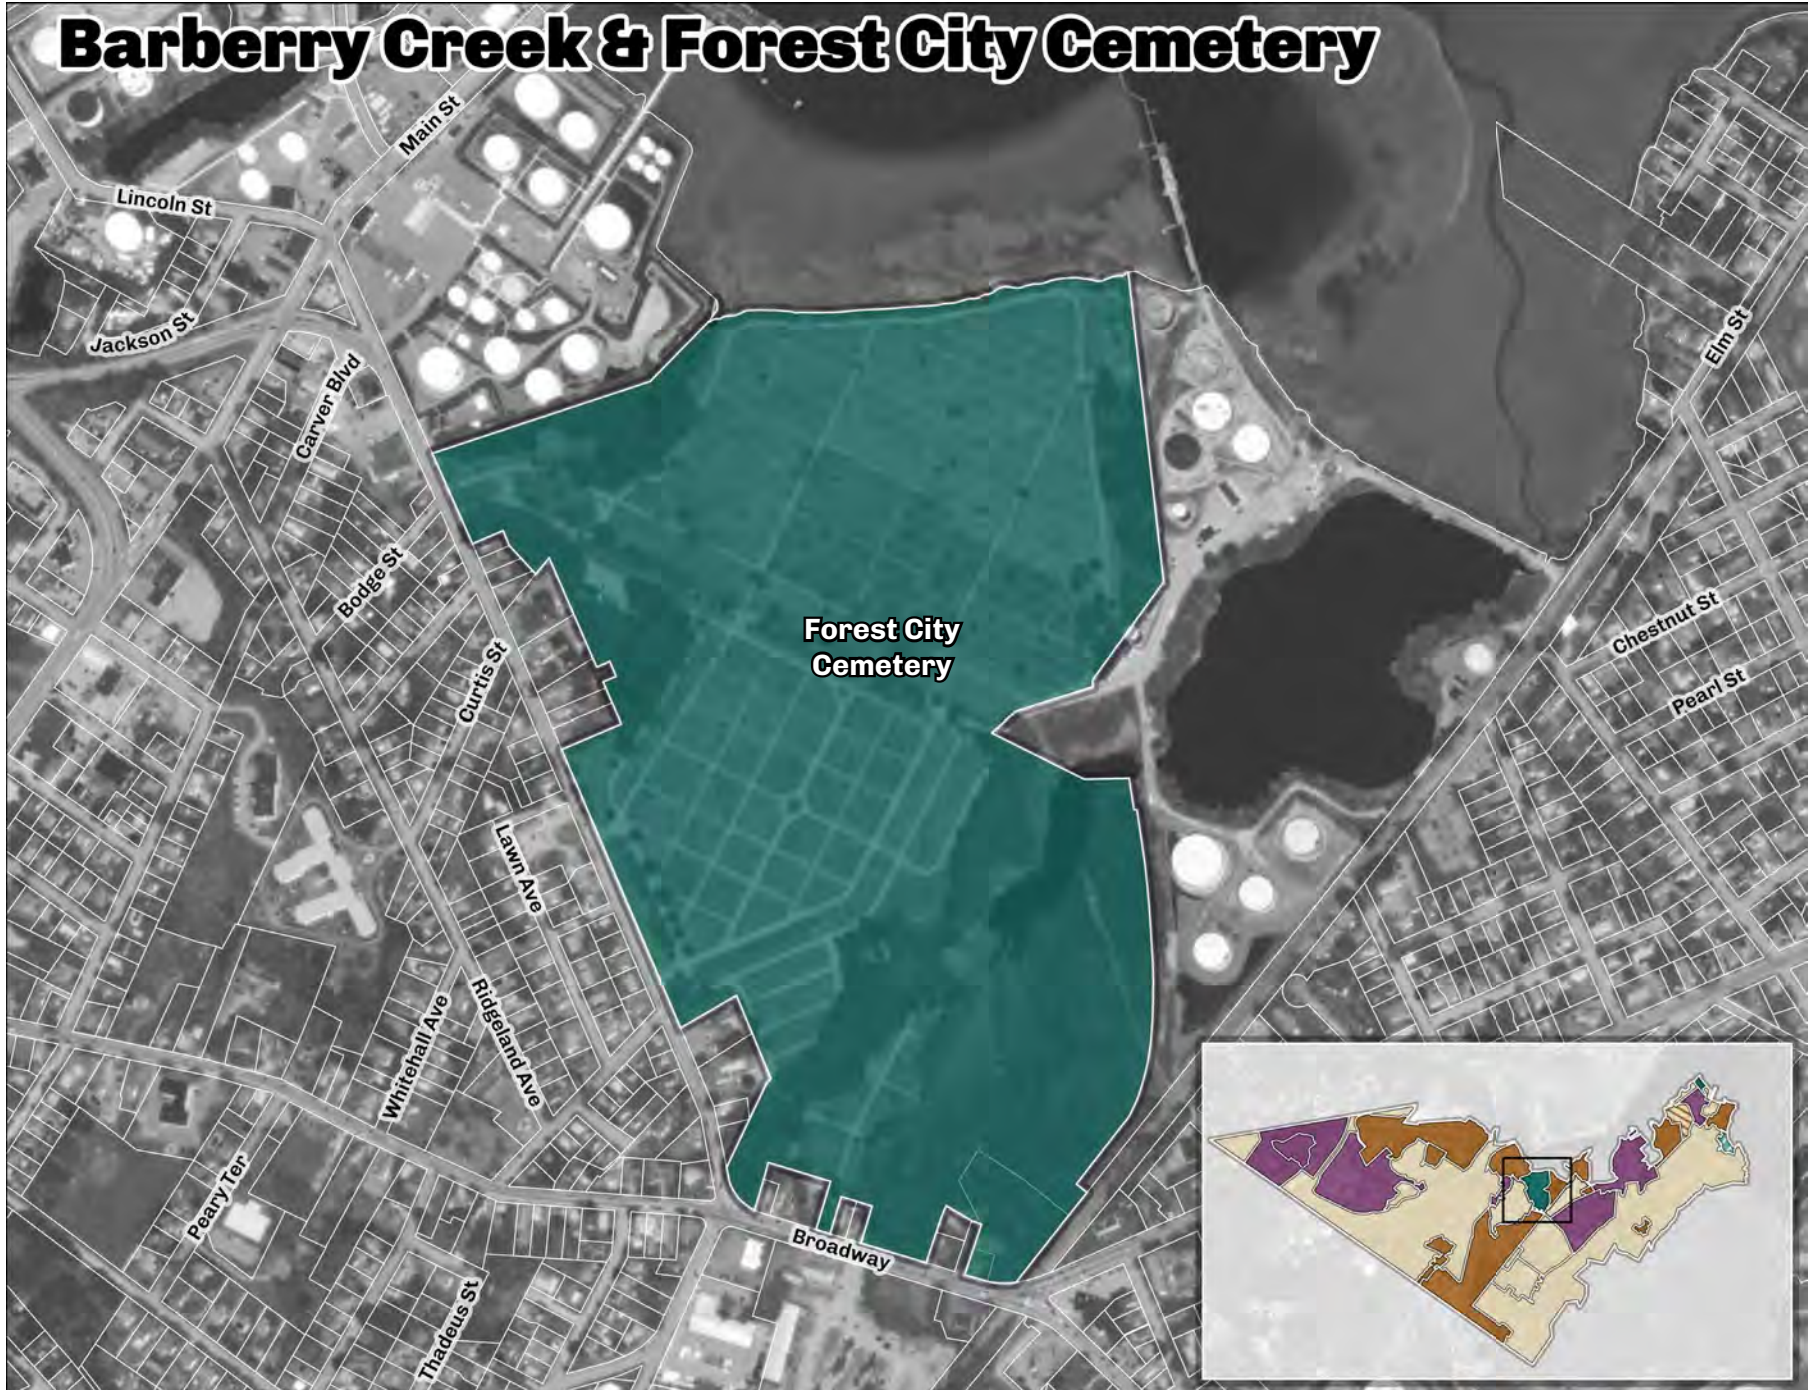 Barberry Creek & Forest City Cemetery
Main St
Lincoln St
Jackson St
Elm St
Carver Blvd
Bodge St
Forest City
Cemetery
Chestnut St
Curtis St
Pearl St
Lawn Ave
Ridgeland Ave
Whitehall Ave
Peary Ter
Broadway
Thadeus St